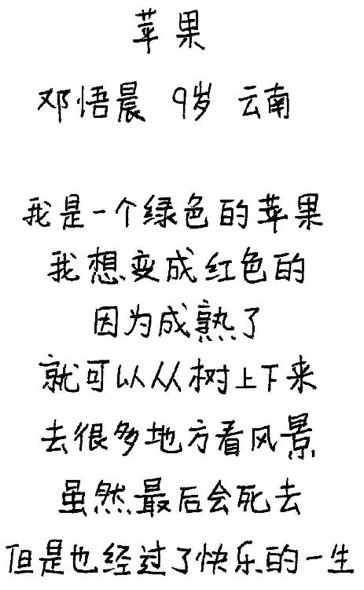 苹果
邓悟晨 9岁 云南
我是一个绿色的苹果
我想变成红色的
因为成熟了
就可以从树上下来
去很多地方看风景
虽然最后会死去
但是也经过了快乐的一生